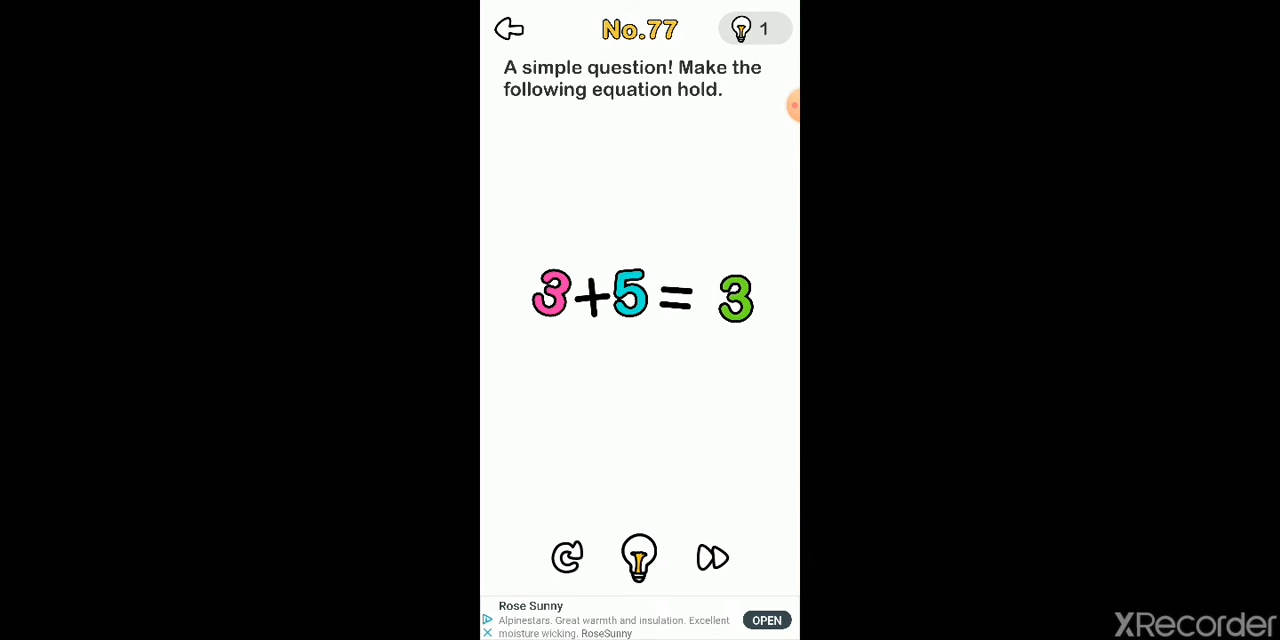 No.77
1
A simple question! Make the
following equation hold.
3+5= 3
Rose Sunny
Alpinestars. Great warmth and insulation. Excellent
moisture wicking. RoseSunny
OPEN
XRecorder